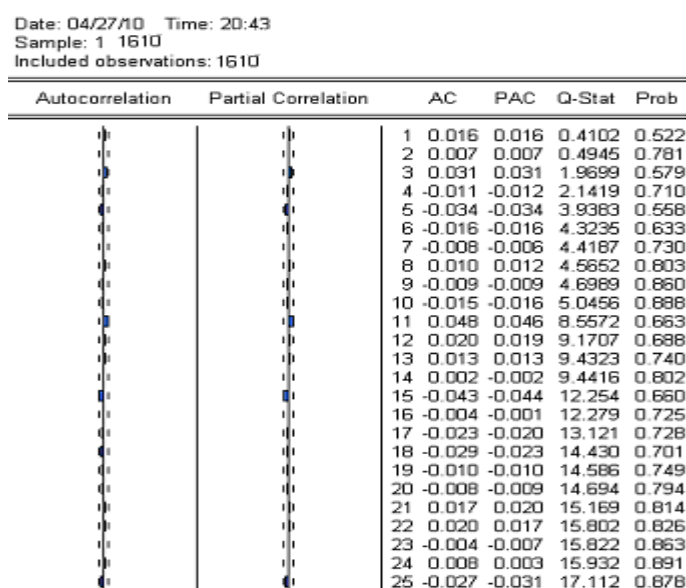 Date: 04/27/10 Time: 20:43
Sample: 1 1610
Included observations: 1610
Autocorrelation Partial Correlation AC PAC Q-Stat Prob
1 0.016 0.016 0.4102 0.522
2 0.007 0.007 0.4945 0.781
3 0.031 0.031 1.9699 0.579
4 -0.011 -0.012 2.1419 0.710
5 -0.034 -0.034 3.9383 0.558
6 -0.016 -0.016 4.3235 0.633
7 -0.008 -0.006 4.4187 0.730
8 0.010 0.012 4.5652 0.803
9 -0.009 -0.009 4.6989 0.860
10 -0.015 -0.016 5.0456 0.888
11 0.048 0.046 8.5572 0.663
12 0.020 0.019 9.1707 0.688
13 0.013 0.013 9.4323 0.740
14 0.002 -0.002 9.4416 0.802
15 -0.043 -0.044 12.254 0.660
16 -0.004 -0.001 12.279 0.725
17 -0.023 -0.020 13.121 0.728
18 -0.029 -0.023 14.430 0.701
19 -0.010 -0.010 14.586 0.749
20 -0.008 -0.009 14.694 0.794
21 0.017 0.020 15.169 0.814
22 0.020 0.017 15.802 0.826
23 -0.004 -0.007 15.822 0.863
24 0.008 0.003 15.932 0.891
25 -0.027 -0.031 17.112 0.878